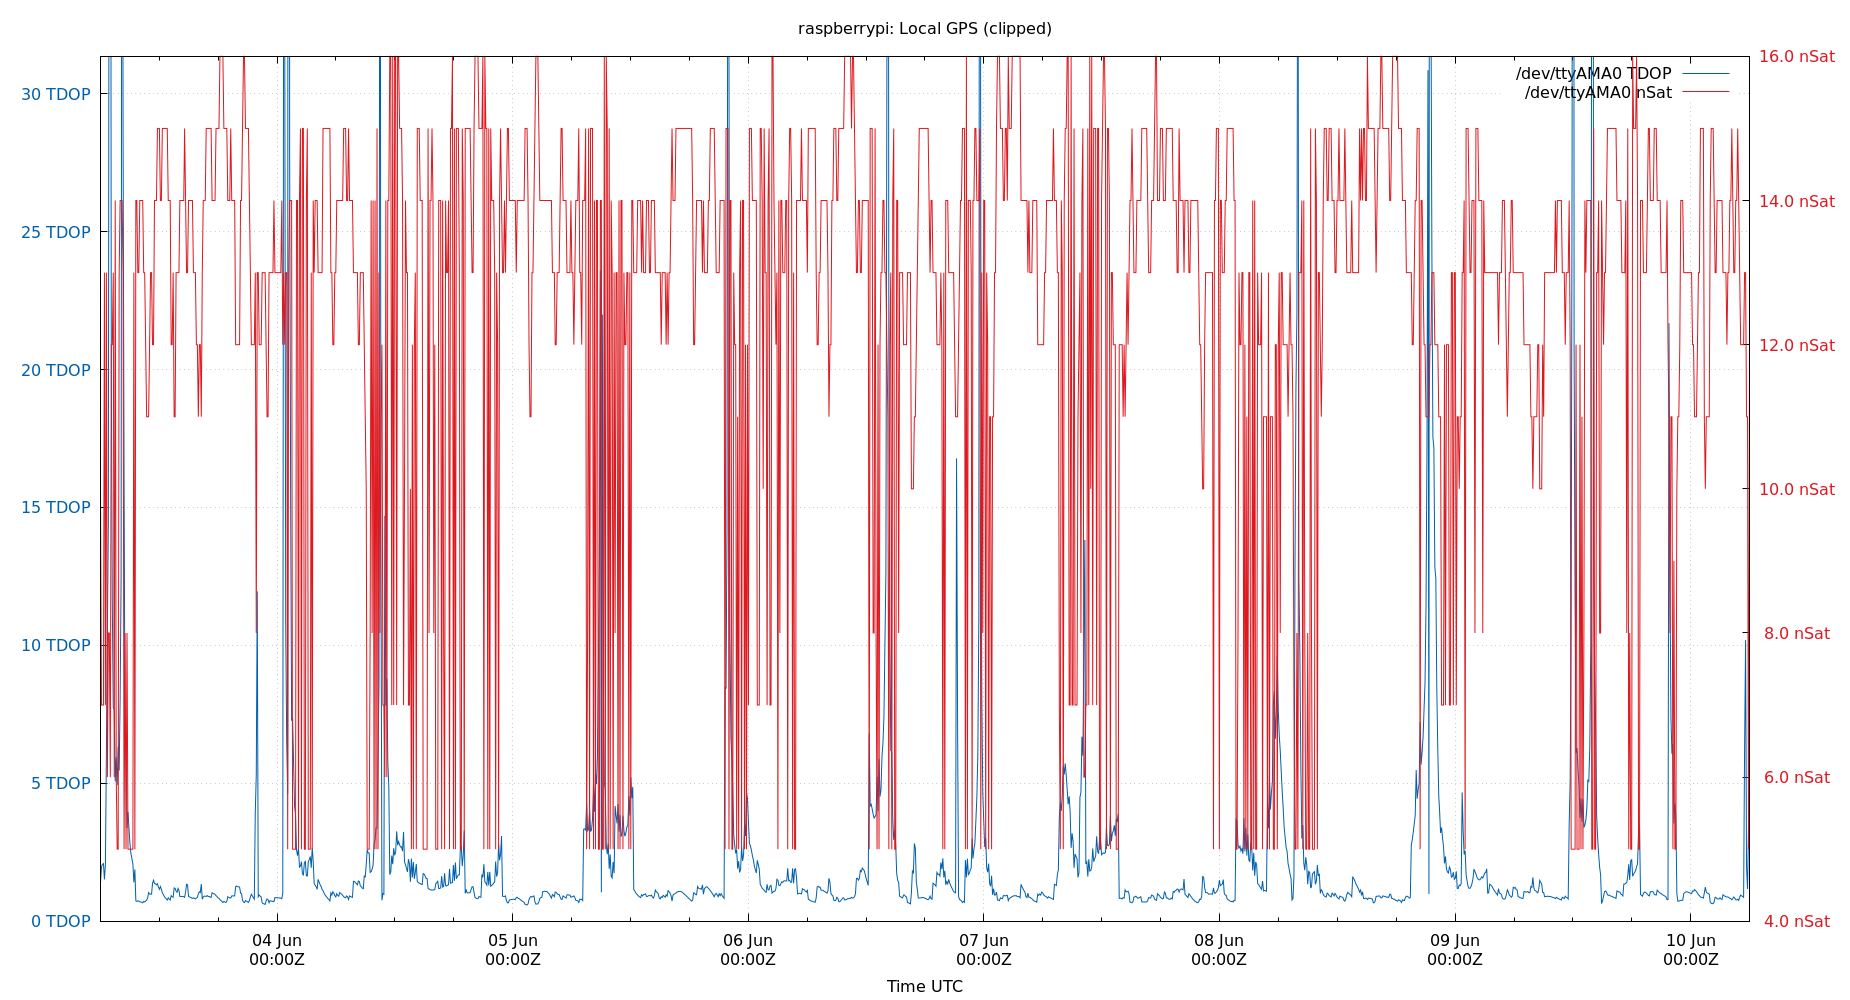 raspberrypi: Local GPS (clipped)
/dev/ttyAMA0 TDOP
/dev/ttyAMA0 nSat
30 TDOP
25 TDOP
20 TDOP
15 TDOP
10 TDOP
5 TDOP
0 TDOP
16.0 nSat
14.0 nSat
12.0 nSat
10.0 nSat
8.0 nSat
6.0 nSat
4.0 nSat
04 Jun 05 Jun 06 Jun 07 Jun 08 Jun 09 Jun 10 Jun
00:00Z 00:00Z 00:00Z 00:00Z 00:00Z 00:00Z 00:00Z
Time UTC